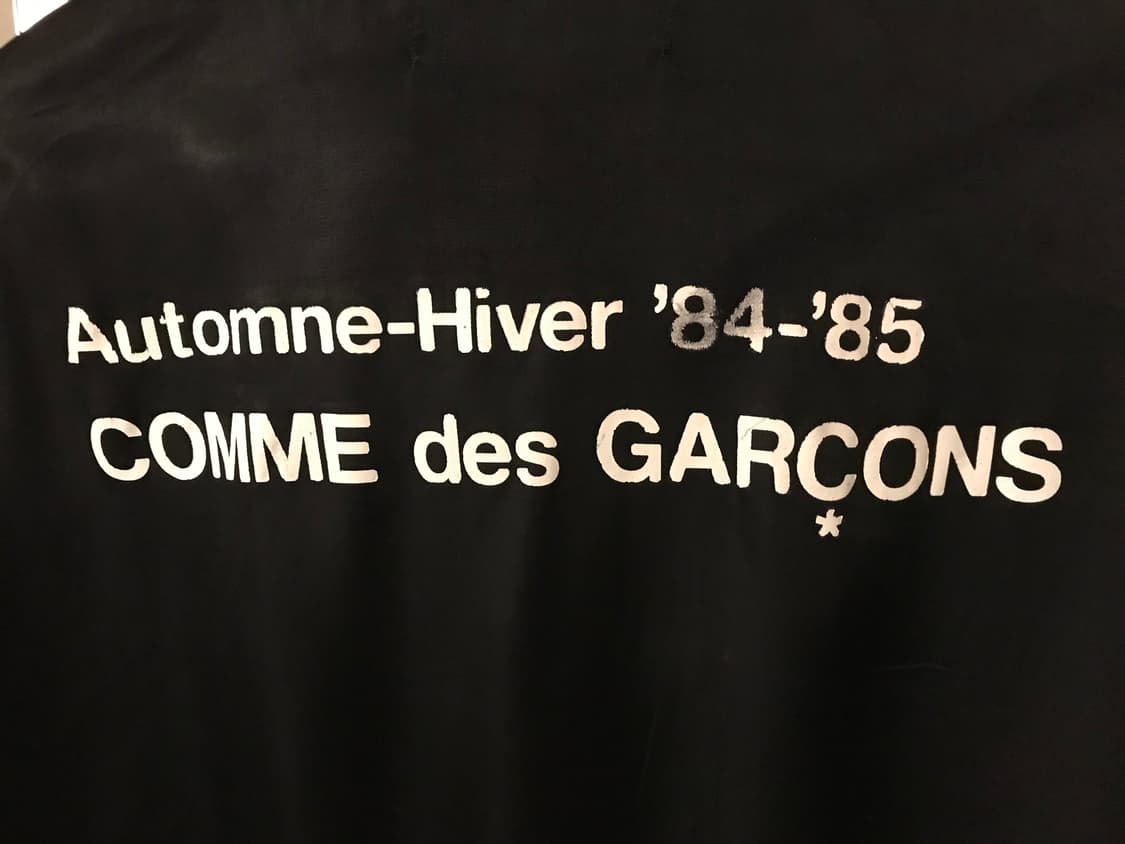 Automne-Hiver '84-'85
COMME des GARÇONS
*